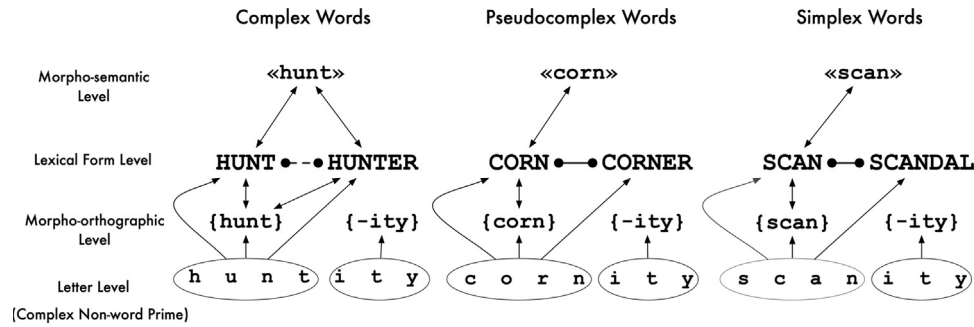 Complex Words Pseudocomplex Words Simplex Words
Morpho-semantic
Level
«hunt» «corn» «scan»
Lexical Form Level HUNT HUNTER CORN CORNER SCAN SCANDAL
Morpho-orthographic
Level
{hunt} {-ity} {corn} {-ity} {scan} {-ity}
Letter Level
h u n t i t y c o r n i t y s c a n i t y
(Complex Non-word Prime)